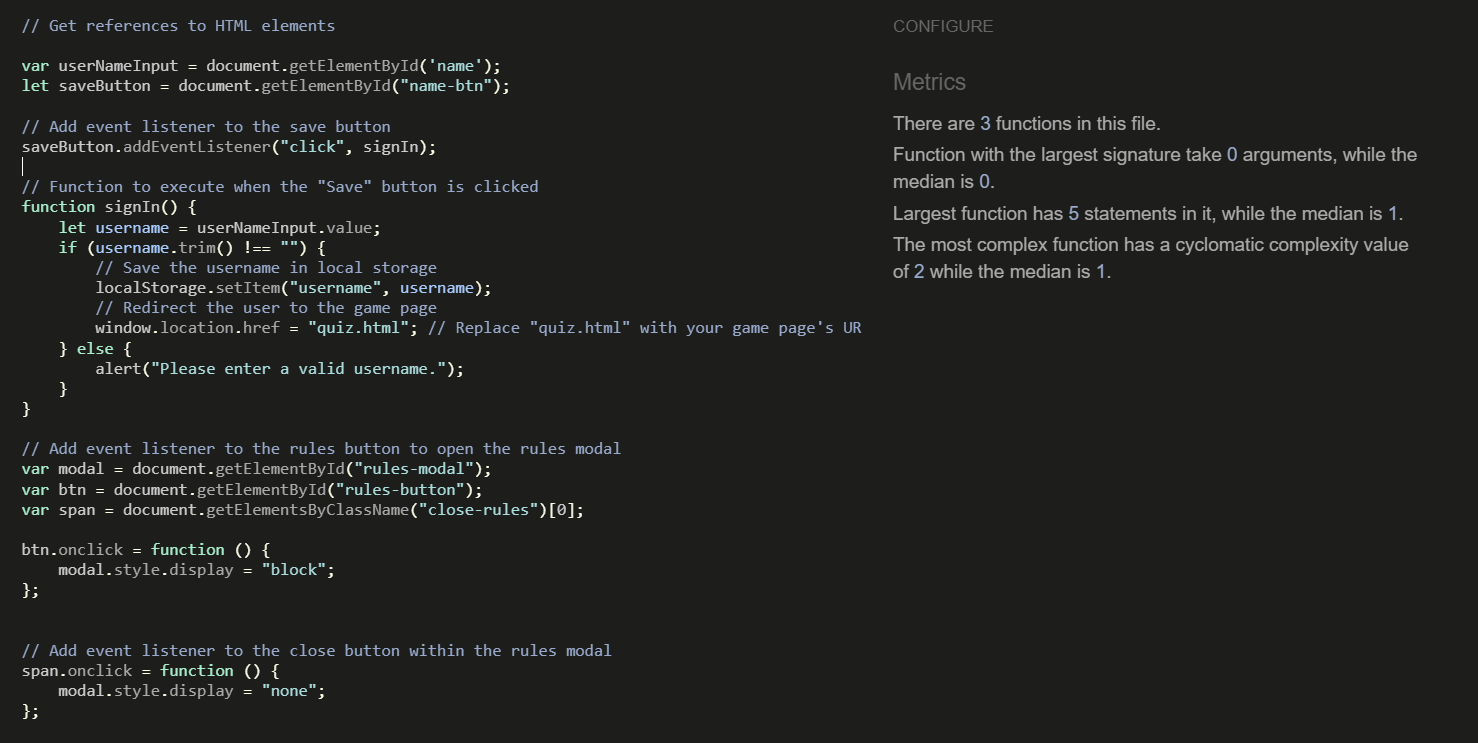 // Get references to HTML elements
var userNameInput = document.getElementById('name');
let saveButton = document.getElementById("name-btn");
// Add event listener to the save button
saveButton.addEventListener("click", signIn);
// Function to execute when the "Save" button is clicked
function signIn() {
    let username = userNameInput.value;
    if (username.trim() !== "") {
        // Save the username in local storage
        localStorage.setItem("username", username);
        // Redirect the user to the game page
        window.location.href = "quiz.html"; // Replace "quiz.html" with your game page's UR
    } else {
        alert("Please enter a valid username.");
    }
}
// Add event listener to the rules button to open the rules modal
var modal = document.getElementById("rules-modal");
var btn = document.getElementById("rules-button");
var span = document.getElementsByClassName("close-rules")[0];
btn.onclick = function () {
    modal.style.display = "block";
};
// Add event listener to the close button within the rules modal
span.onclick = function () {
    modal.style.display = "none";
};
CONFIGURE
Metrics
There are 3 functions in this file.
Function with the largest signature take 0 arguments, while the
median is 0.
Largest function has 5 statements in it, while the median is 1.
The most complex function has a cyclomatic complexity value
of 2 while the median is 1.